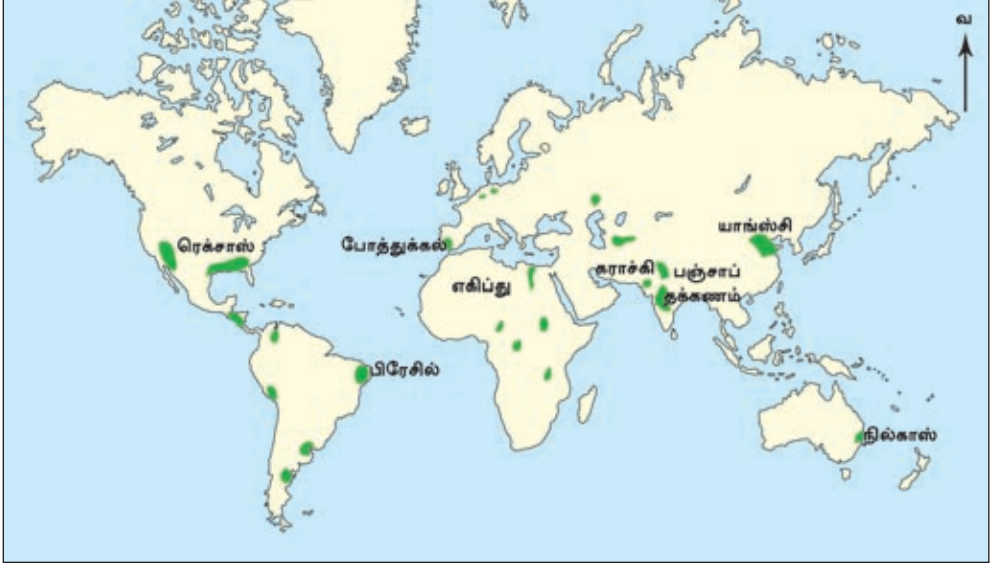 வ
யாங்ஸ்சி
ரெக்சாஸ்
போத்துக்கல்
கராச்சி
பஞ்சாப்
எகிப்து
தக்கணம்
பிரேசில்
நில்காஸ்